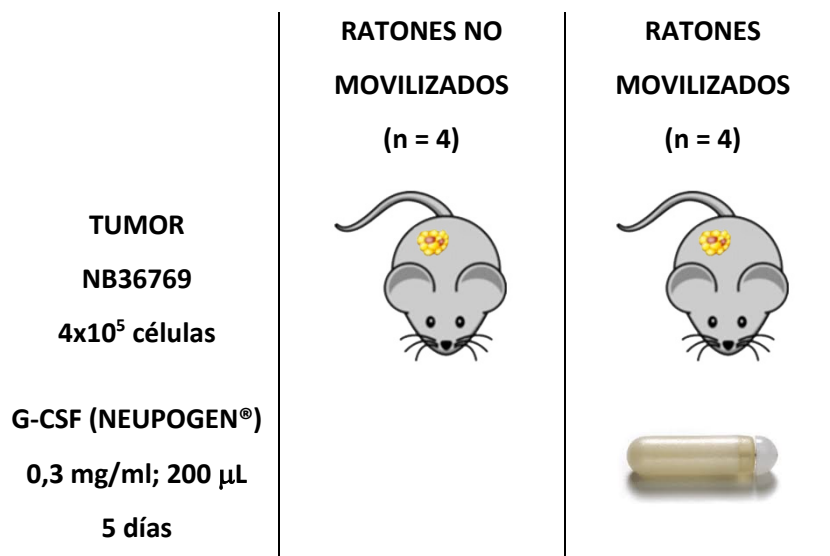 RATONES NO
MOVILIZADOS
(n = 4)
RATONES
MOVILIZADOS
(n = 4)
TUMOR
NB36769
4x10⁵ células
G-CSF (NEUPOGEN®)
0,3 mg/ml; 200 μL
5 días